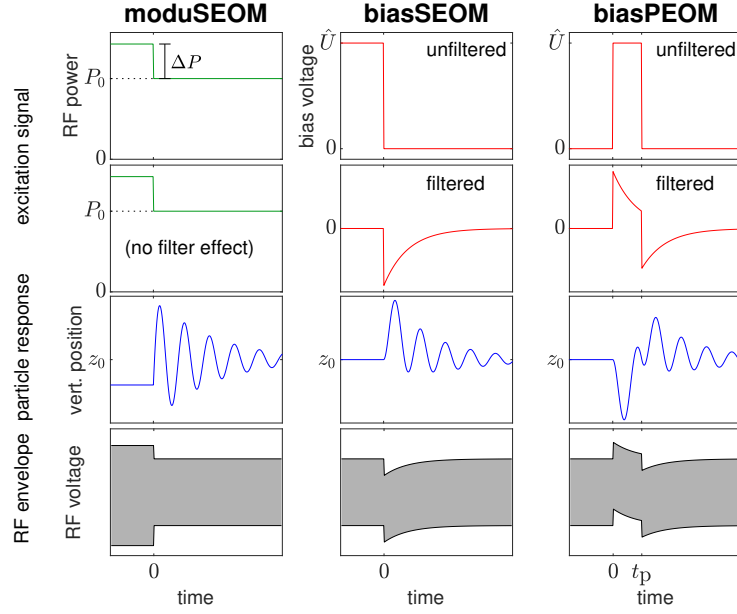 moduSEOM
biasSEOM
biasPEOM
excitation signal
RF power
P₀
ΔP
0
bias voltage
Û
unfiltered
0
Û
unfiltered
0
P₀
(no filter effect)
0
filtered
0
filtered
0
particle response
vert. position
z₀
z₀
z₀
RF envelope
RF voltage
0
0
0
tₚ
time
time
time